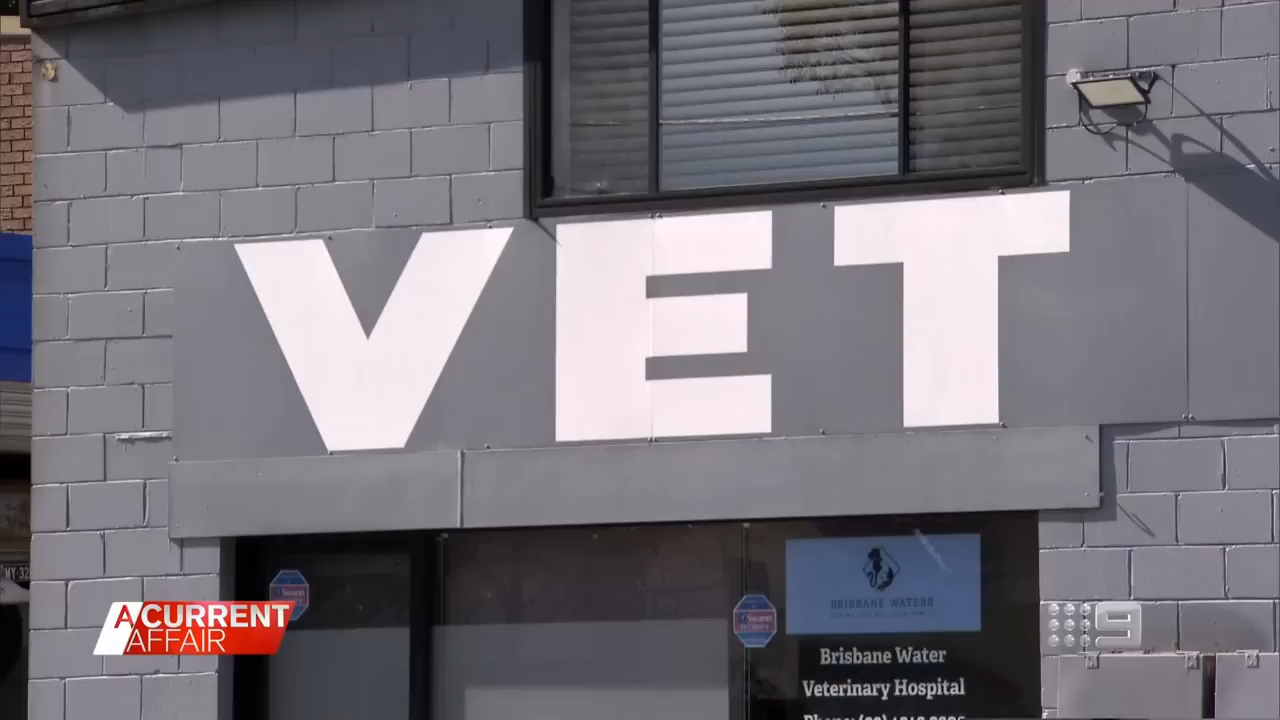 VET
BRISBANE WATERS
Brisbane Water
Veterinary Hospital
A CURRENT
AFFAIR
9